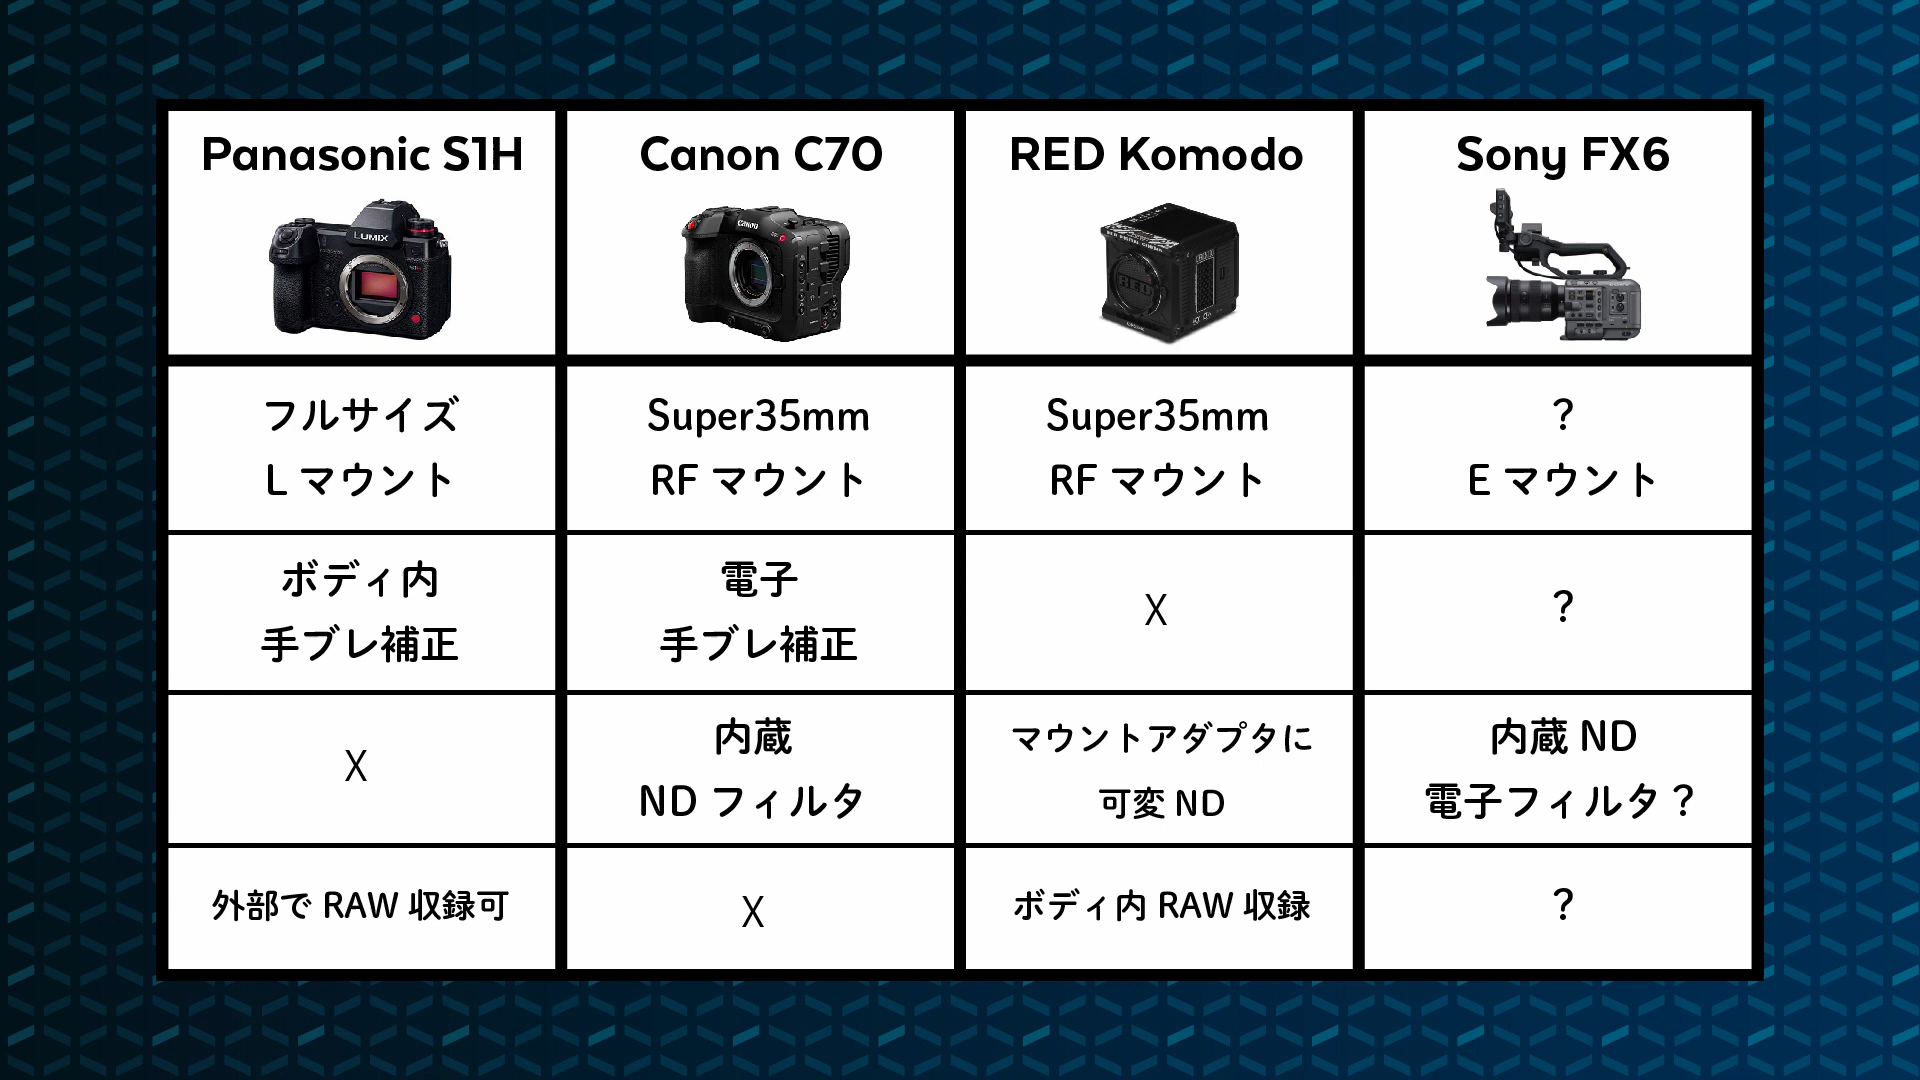 Panasonic S1H
Canon C70
RED Komodo
Sony FX6
LUMIX
Canon
フルサイズ
L マウント
Super35mm
RF マウント
Super35mm
RF マウント
?
E マウント
ボディ内
手ブレ補正
電子
手ブレ補正
X
?
X
内蔵
ND フィルタ
マウントアダプタに
可変 ND
内蔵 ND
電子フィルタ?
外部で RAW 収録可
X
ボディ内 RAW 収録
?